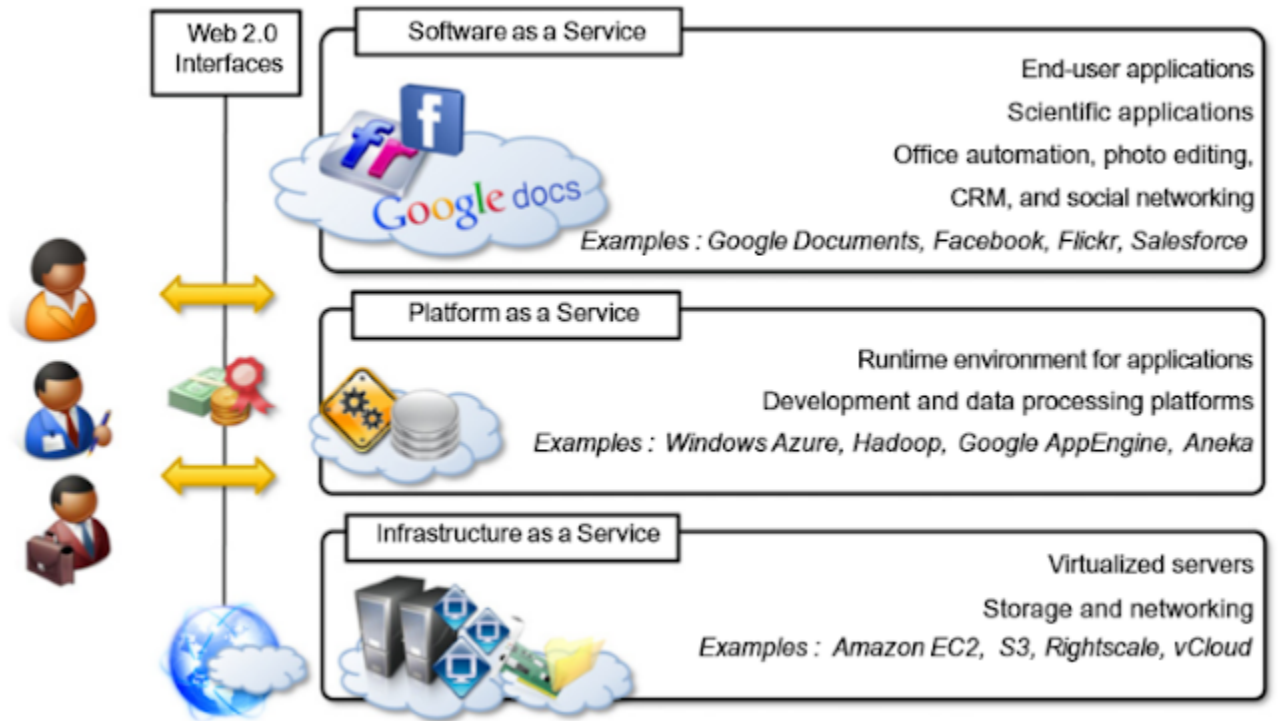 Web 2.0
Interfaces
Software as a Service
End-user applications
Scientific applications
Office automation, photo editing,
CRM, and social networking
Examples : Google Documents, Facebook, Flickr, Salesforce
f
fr
Google docs
Platform as a Service
Runtime environment for applications
Development and data processing platforms
Examples : Windows Azure, Hadoop, Google AppEngine, Aneka
Infrastructure as a Service
Virtualized servers
Storage and networking
Examples : Amazon EC2, S3, Rightscale, vCloud